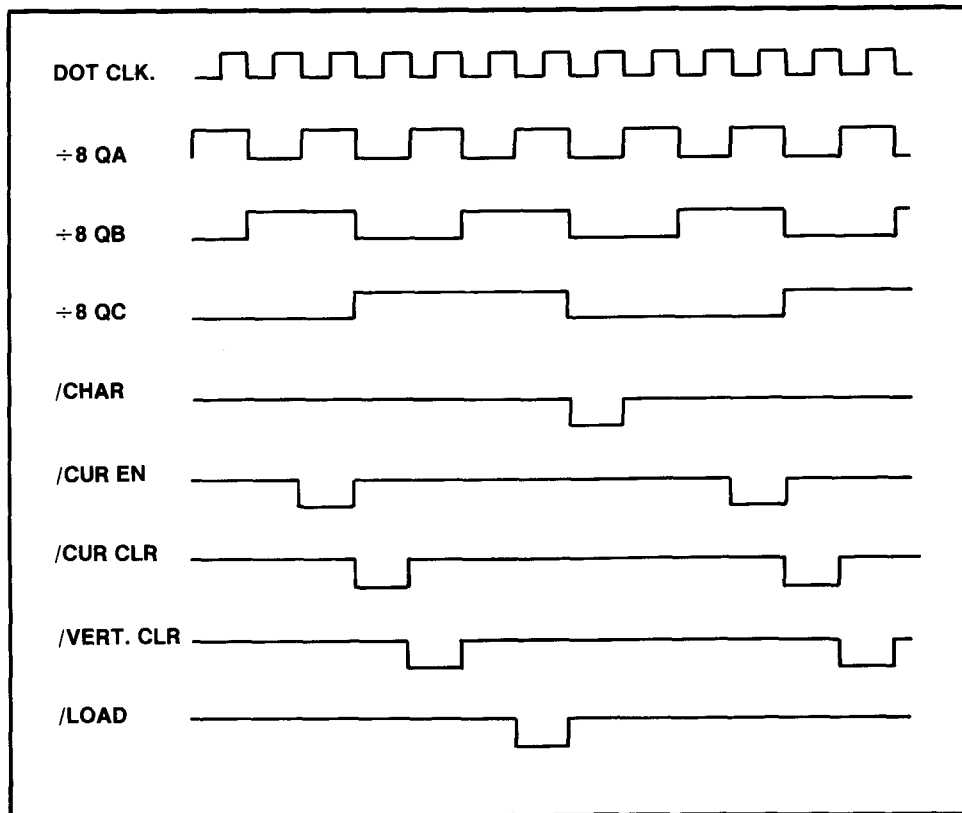 DOT CLK.
÷8 QA
÷8 QB
÷8 QC
/CHAR
/CUR EN
/CUR CLR
/VERT. CLR
/LOAD